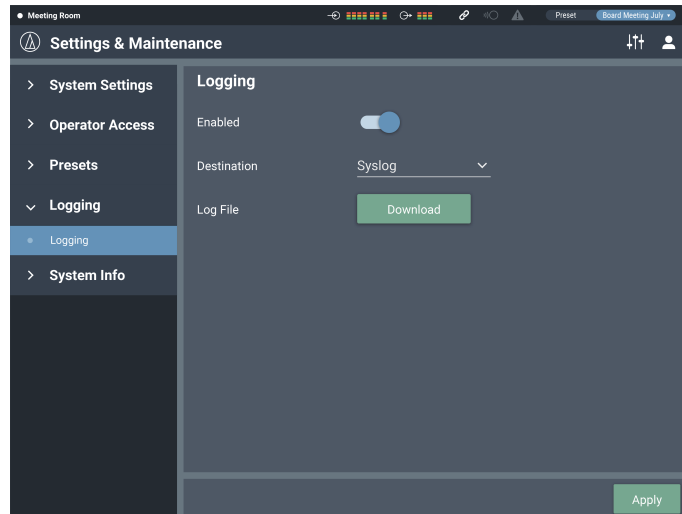 Meeting Room
Preset
Board Meeting July
Settings & Maintenance
System Settings
Operator Access
Presets
Logging
Logging
System Info
Logging
Enabled
Destination
Syslog
Log File
Download
Apply